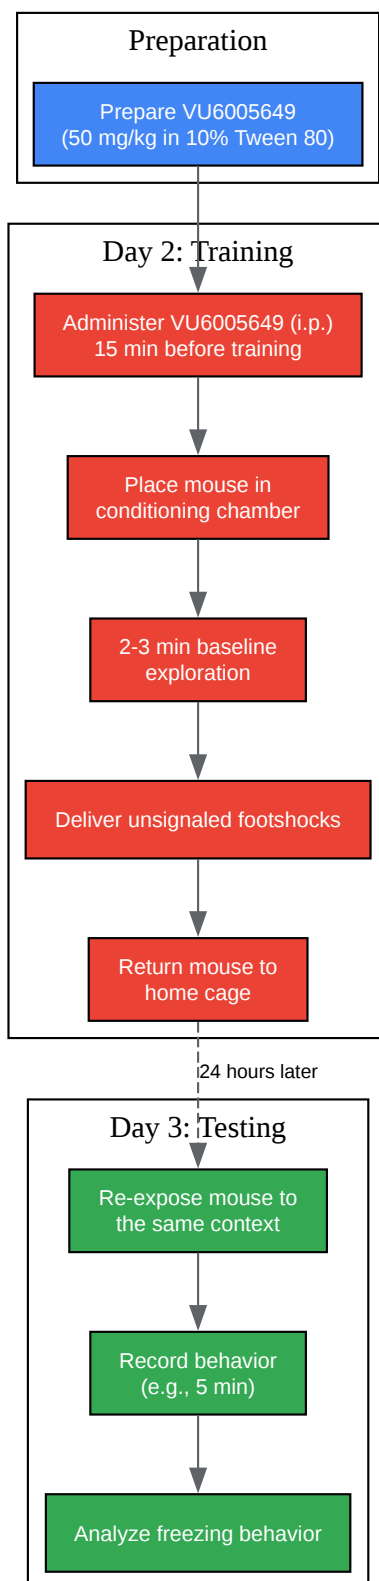 Preparation
Prepare VU6005649
(50 mg/kg in 10% Tween 80)
Day 2: Training
Administer VU6005649 (i.p.)
15 min before training
Place mouse in
conditioning chamber
2-3 min baseline
exploration
Deliver unsignaled footshocks
Return mouse to
home cage
24 hours later
Day 3: Testing
Re-expose mouse to
the same context
Record behavior
(e.g., 5 min)
Analyze freezing behavior